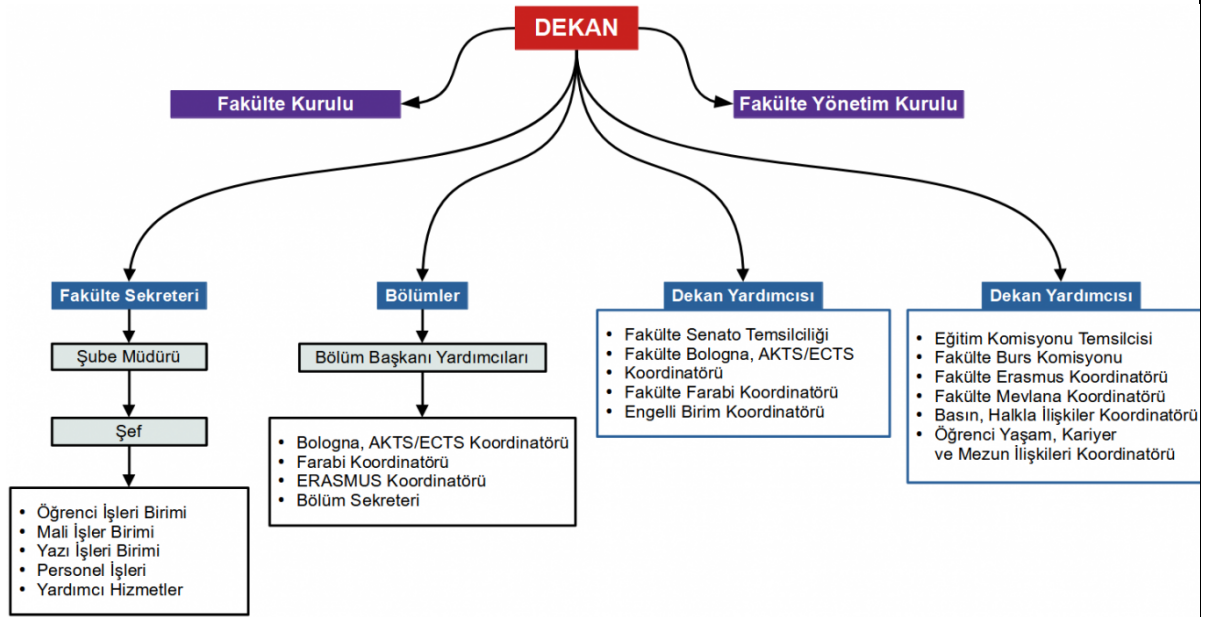 DEKAN
Fakülte Kurulu
Fakülte Yönetim Kurulu
Fakülte Sekreteri
Şube Müdürü
Şef
• Öğrenci İşleri Birimi
• Mali İşler Birimi
• Yazı İşleri Birimi
• Personel İşleri
• Yardımcı Hizmetler
Bölümler
Bölüm Başkanı Yardımcıları
• Bologna, AKTS/ECTS Koordinatörü
• Farabi Koordinatörü
• ERASMUS Koordinatörü
• Bölüm Sekreteri
Dekan Yardımcısı
• Fakülte Senato Temsilciliği
• Fakülte Bologna, AKTS/ECTS
• Koordinatörü
• Fakülte Farabi Koordinatörü
• Engelli Birim Koordinatörü
Dekan Yardımcısı
• Eğitim Komisyonu Temsilcisi
• Fakülte Burs Komisyonu
• Fakülte Erasmus Koordinatörü
• Fakülte Mevlana Koordinatörü
• Basın, Halkla İlişkiler Koordinatörü
• Öğrenci Yaşam, Kariyer
ve Mezun İlişkileri Koordinatörü